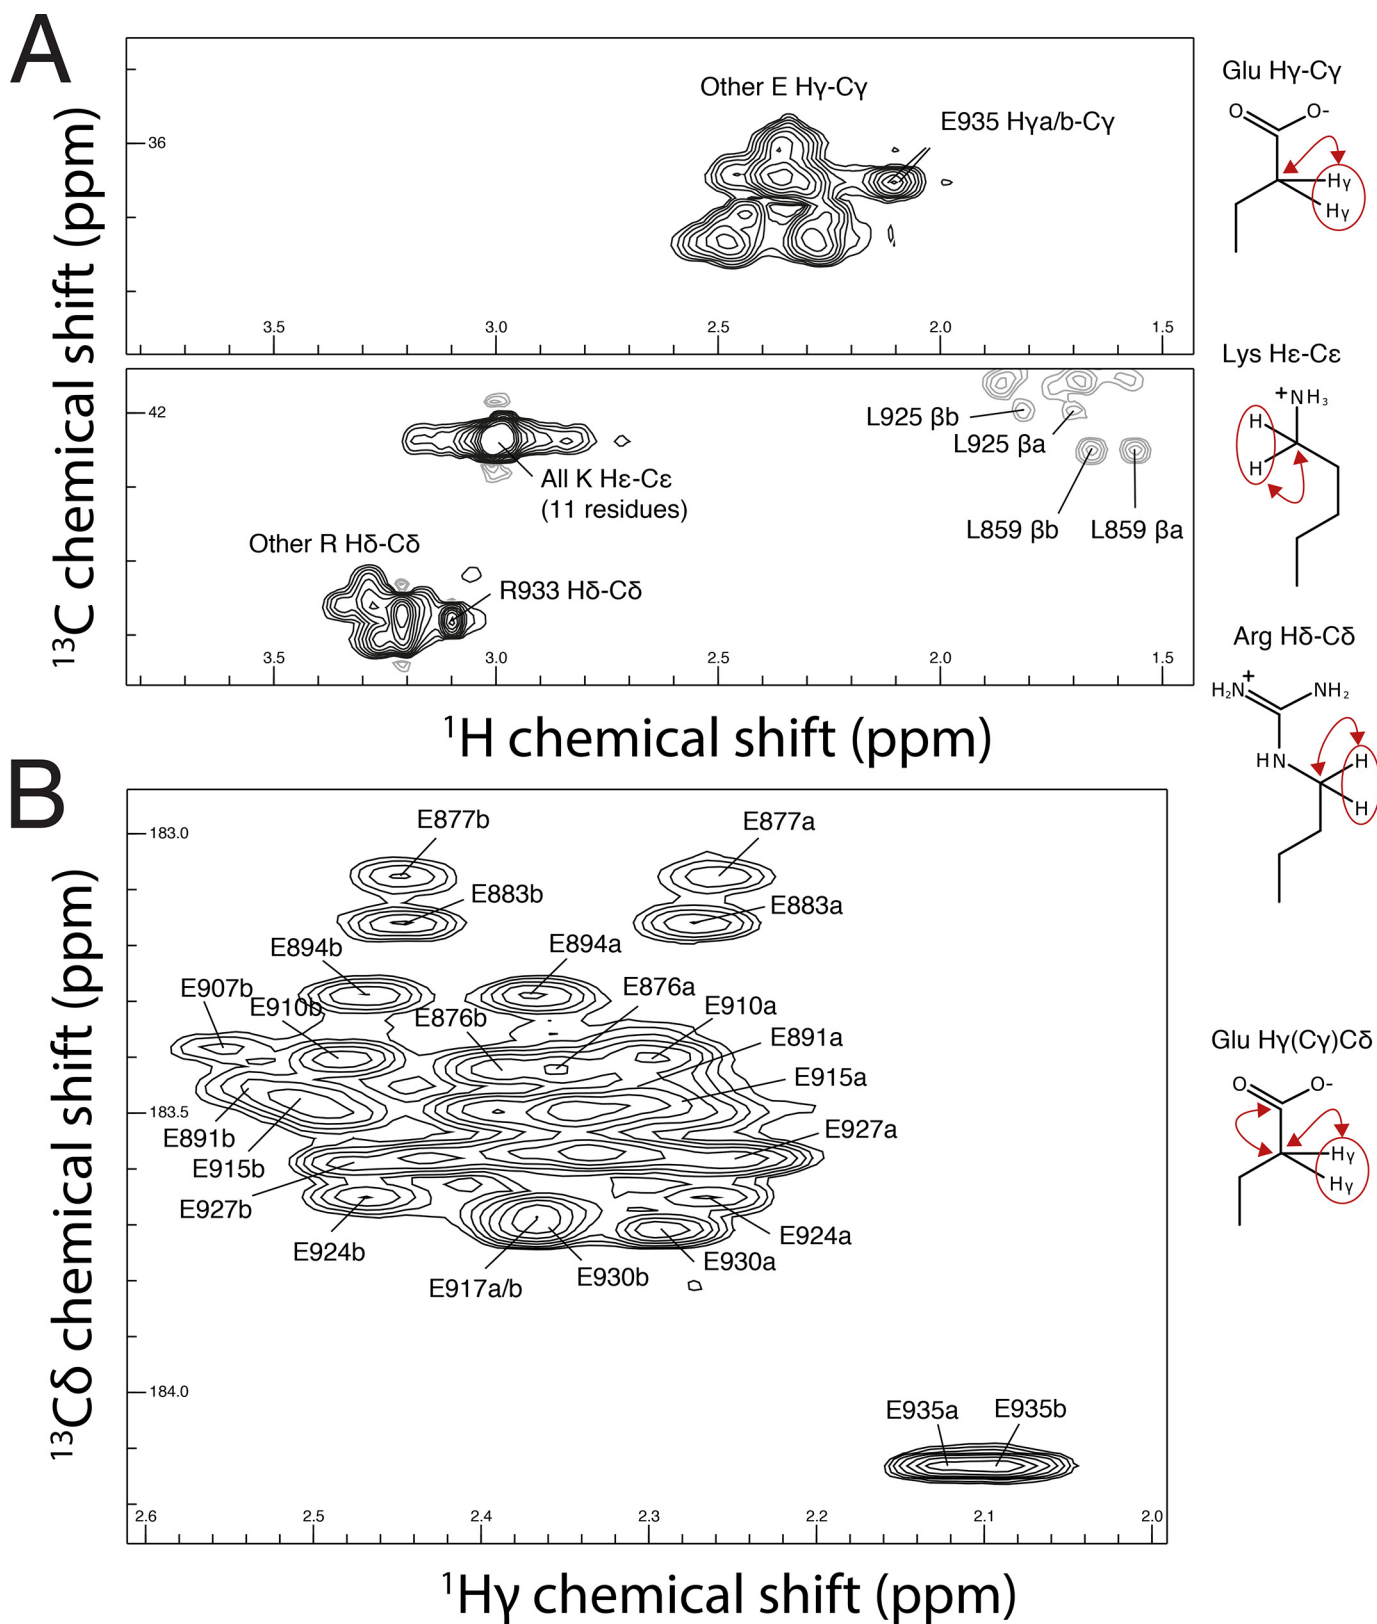 A
13C chemical shift (ppm)
Other E Hγ-Cγ
E935 Hγa/b-Cγ
36
3.5 3.0 2.5 2.0 1.5
42
L925 βb
L925 βa
All K Hε-Cε
(11 residues)
L859 βb L859 βa
Other R Hδ-Cδ
R933 Hδ-Cδ
3.5 3.0 2.5 2.0 1.5
1H chemical shift (ppm)
Glu Hγ-Cγ
O O-
Hγ
Hγ
Lys Hε-Cε
+NH3
H
H
Arg Hδ-Cδ
H2N+ NH2
HN H
H
B
13Cδ chemical shift (ppm)
183.0
E877b E877a
E883b E883a
E894b E894a
E907b E876a
E910b E876b E910a
E891a
E915a
183.5
E891b E927a
E915b
E927b
E924b E924a
E917a/b E930b E930a
184.0
E935a E935b
2.6 2.5 2.4 2.3 2.2 2.1 2.0
1Hγ chemical shift (ppm)
Glu Hγ(Cγ)Cδ
O O-
Hγ
Hγ